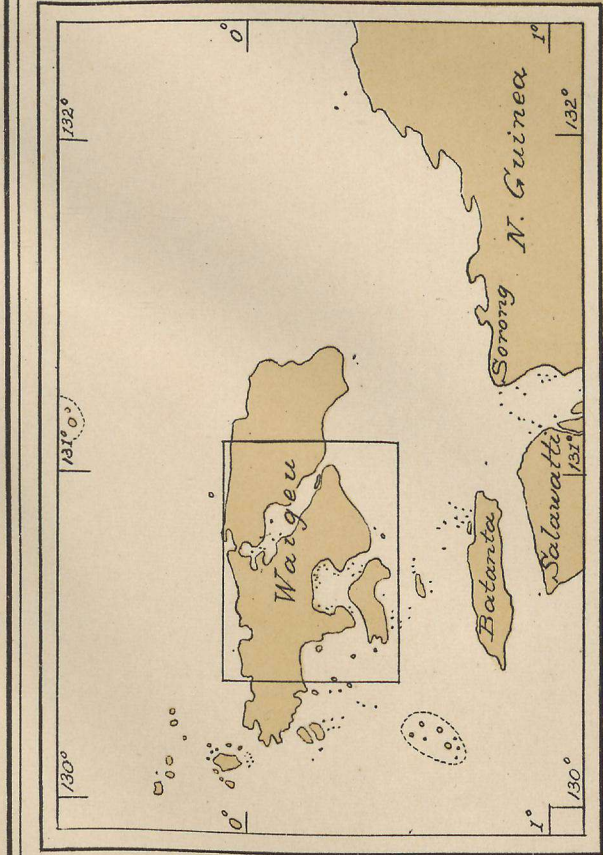 130° 131° 132°
0° 0°
Waigeu
Batanta
Sorong
N. Guinea
Salawatti
1° 1°
130° 131° 132°